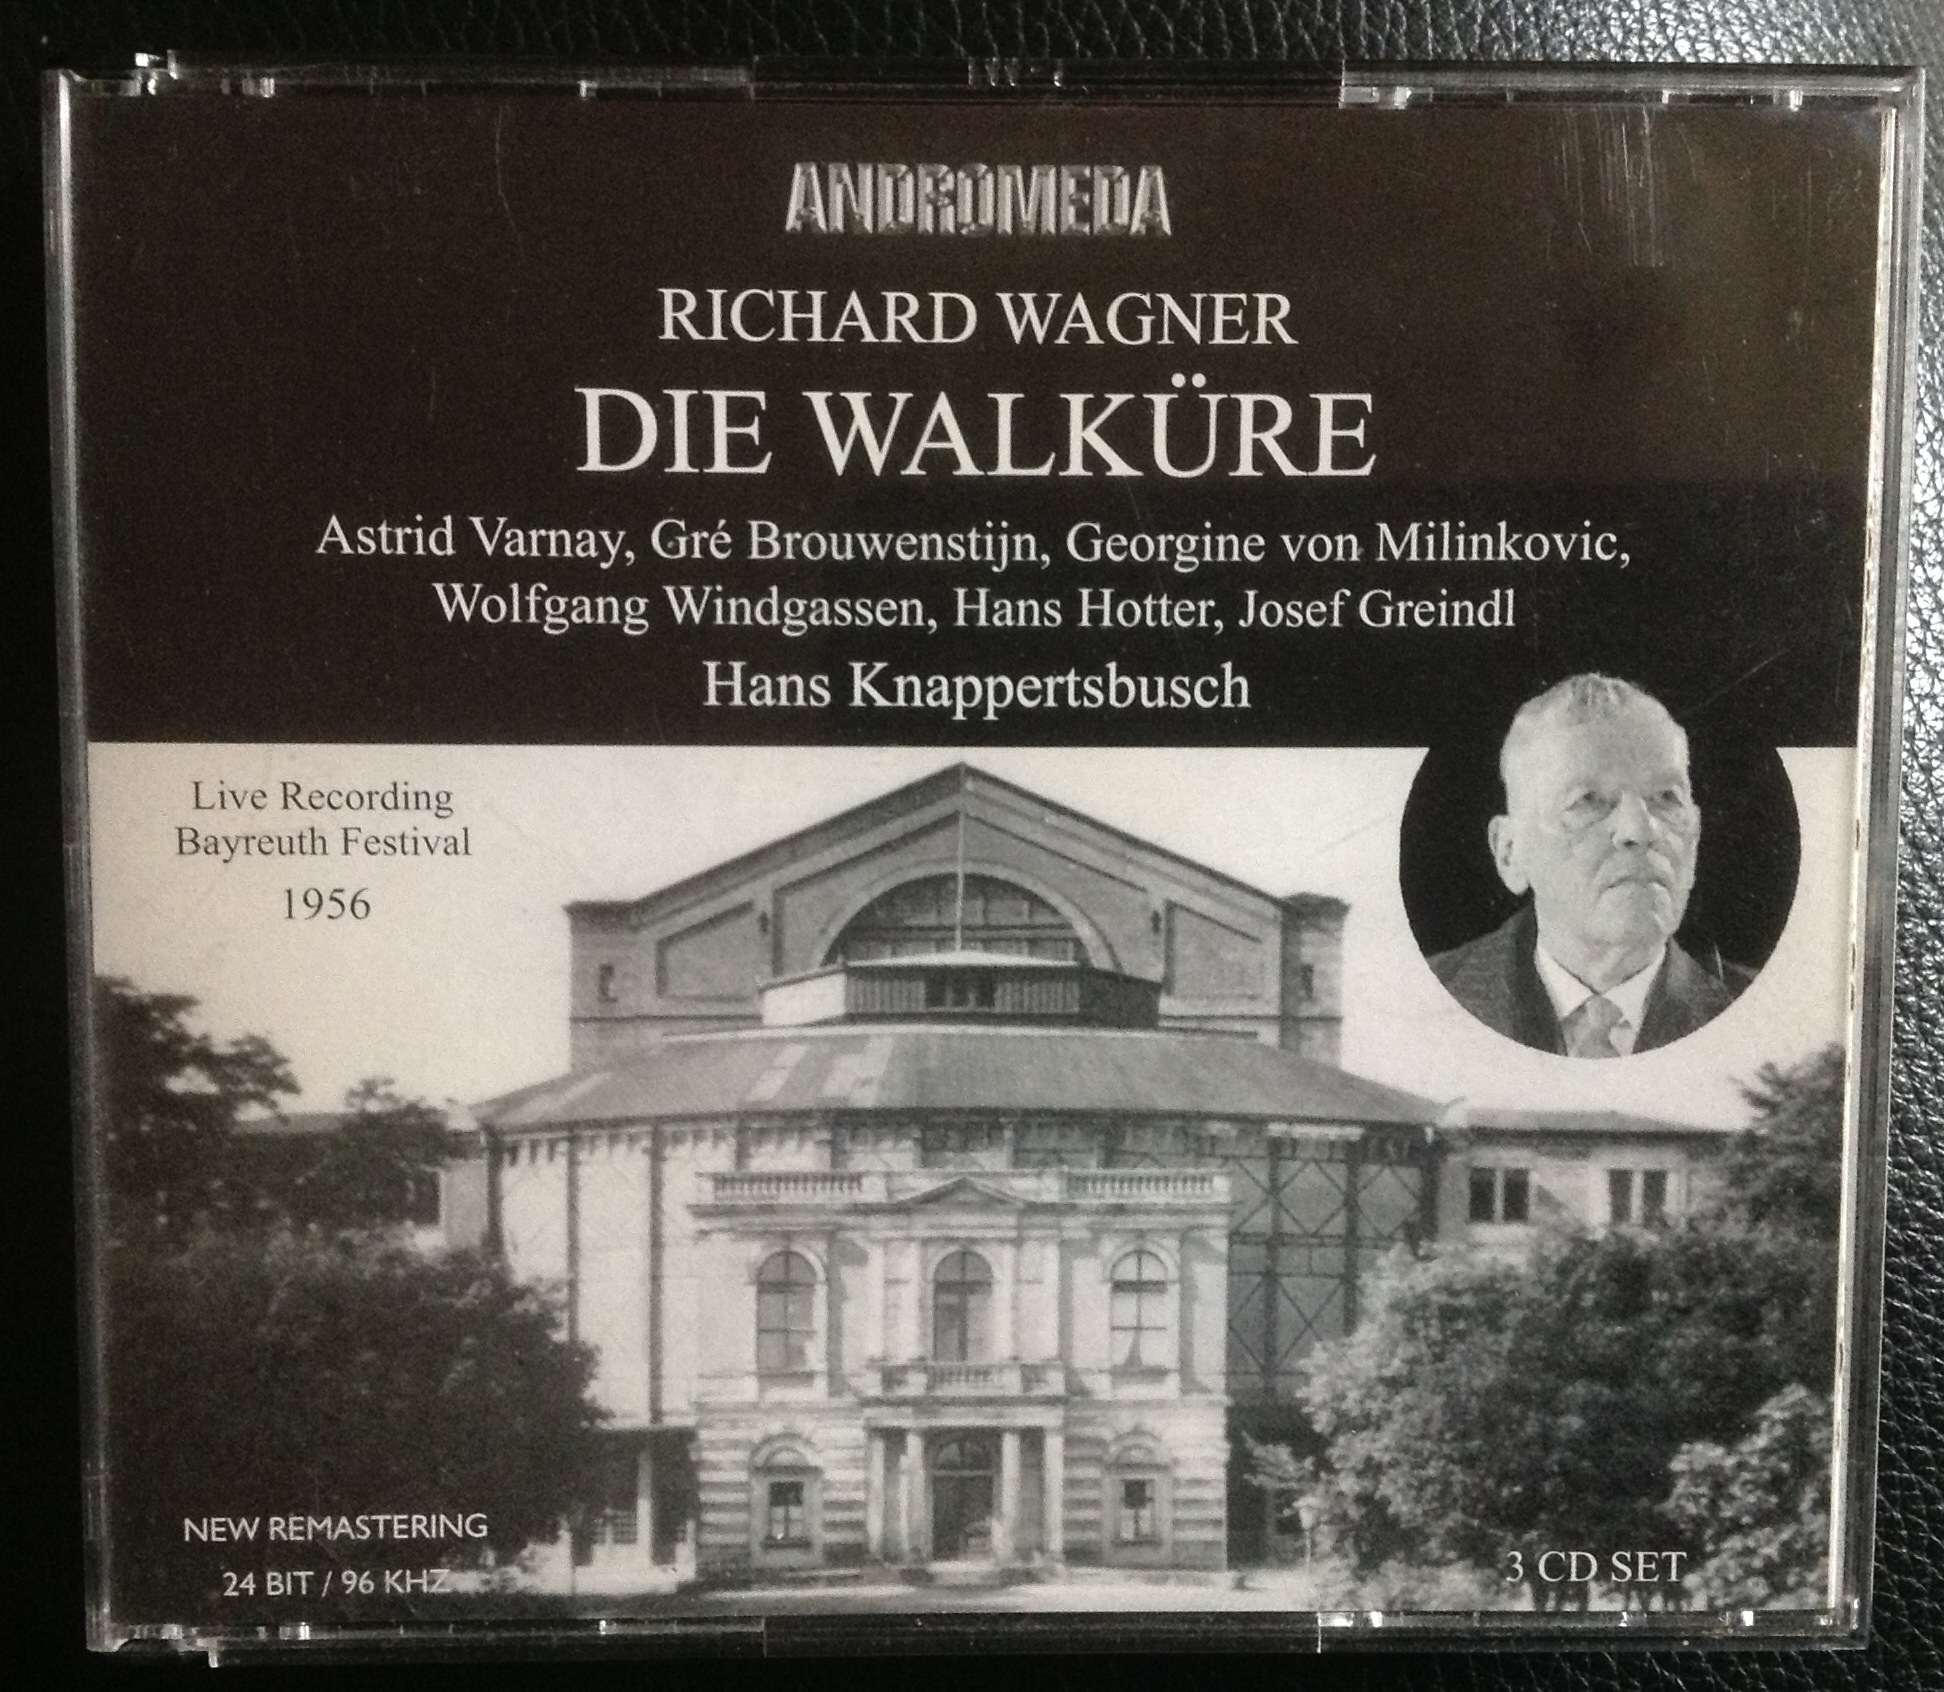 ANDROMEDA
RICHARD WAGNER
DIE WALKÜRE
Astrid Varnay, Gré Brouwenstijn, Georgine von Milinkovic,
Wolfgang Windgassen, Hans Hotter, Josef Greindl
Hans Knappertsbusch
Live Recording
Bayreuth Festival
1956
NEW REMASTERING
24 BIT / 96 KHZ
3 CD SET